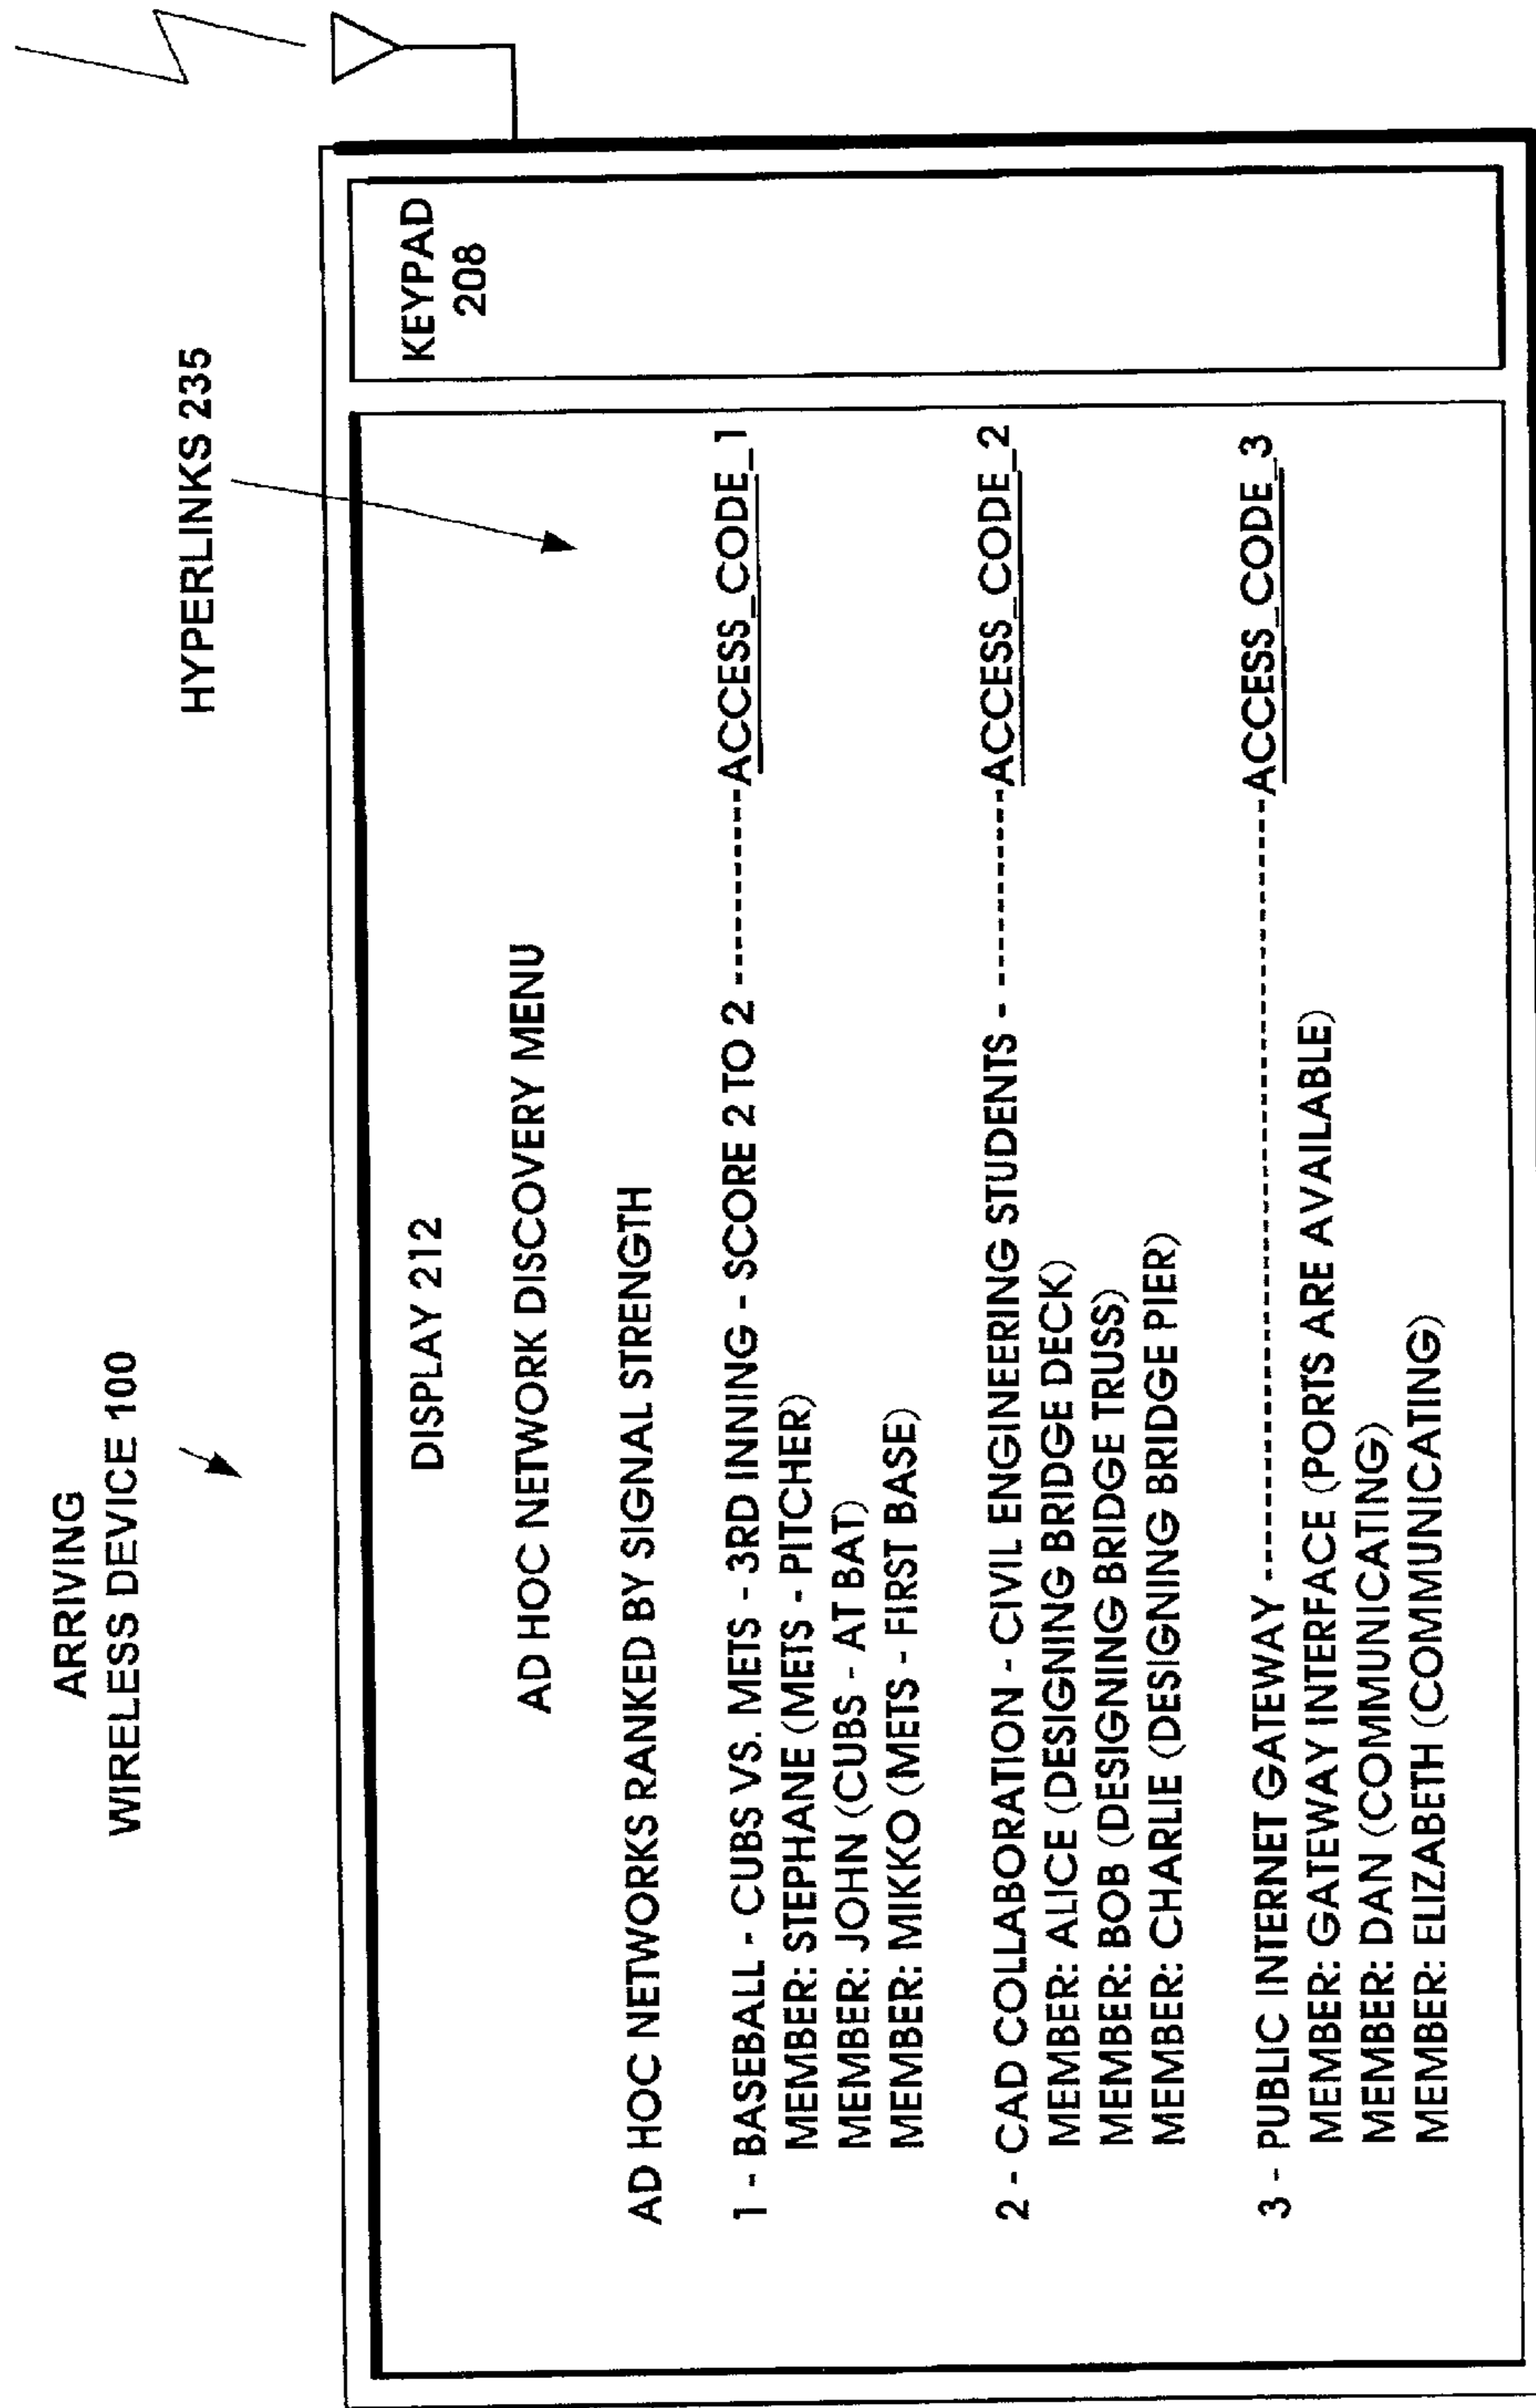 ARRIVING
WIRELESS DEVICE 100
HYPERLINKS 235
DISPLAY 212
KEYPAD
208
AD HOC NETWORK DISCOVERY MENU
AD HOC NETWORKS RANKED BY SIGNAL STRENGTH
1 - BASEBALL - CUBS VS. METS - 3RD INNING - SCORE 2 TO 2 -----------ACCESS_CODE_1
MEMBER: STEPHANE (METS - PITCHER)
MEMBER: JOHN (CUBS - AT BAT)
MEMBER: MIKKO (METS - FIRST BASE)
2 - CAD COLLABORATION - CIVIL ENGINEERING STUDENTS - -----------ACCESS_CODE_2
MEMBER: ALICE (DESIGNING BRIDGE DECK)
MEMBER: BOB (DESIGNING BRIDGE TRUSS)
MEMBER: CHARLIE (DESIGNING BRIDGE PIER)
3 - PUBLIC INTERNET GATEWAY --------------------------------------------ACCESS_CODE_3
MEMBER: GATEWAY INTERFACE (PORTS ARE AVAILABLE)
MEMBER: DAN (COMMUNICATING)
MEMBER: ELIZABETH (COMMUNICATING)